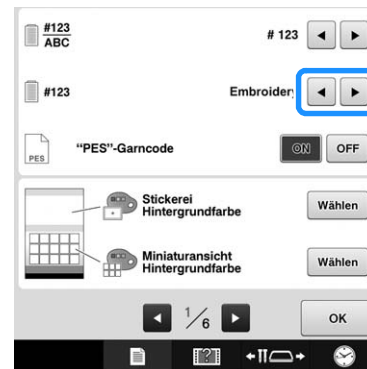 #123
ABC
# 123
#123
Embroider
PES
"PES"-Garncode
ON
OFF
Stickerei
Hintergrundfarbe
Wählen
Miniaturansicht
Hintergrundfarbe
Wählen
1/6
OK